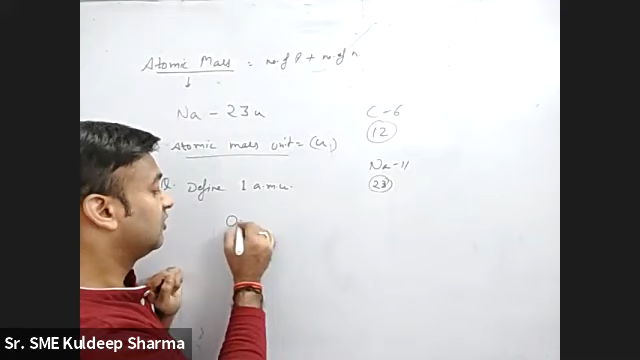 Atomic Mass = no. of P + no. of n.
Na - 23u
C - 6
12
Atomic mass unit = (u)
Na - 11
23
Q. Define 1 a.m.u.
O
Sr. SME Kuldeep Sharma